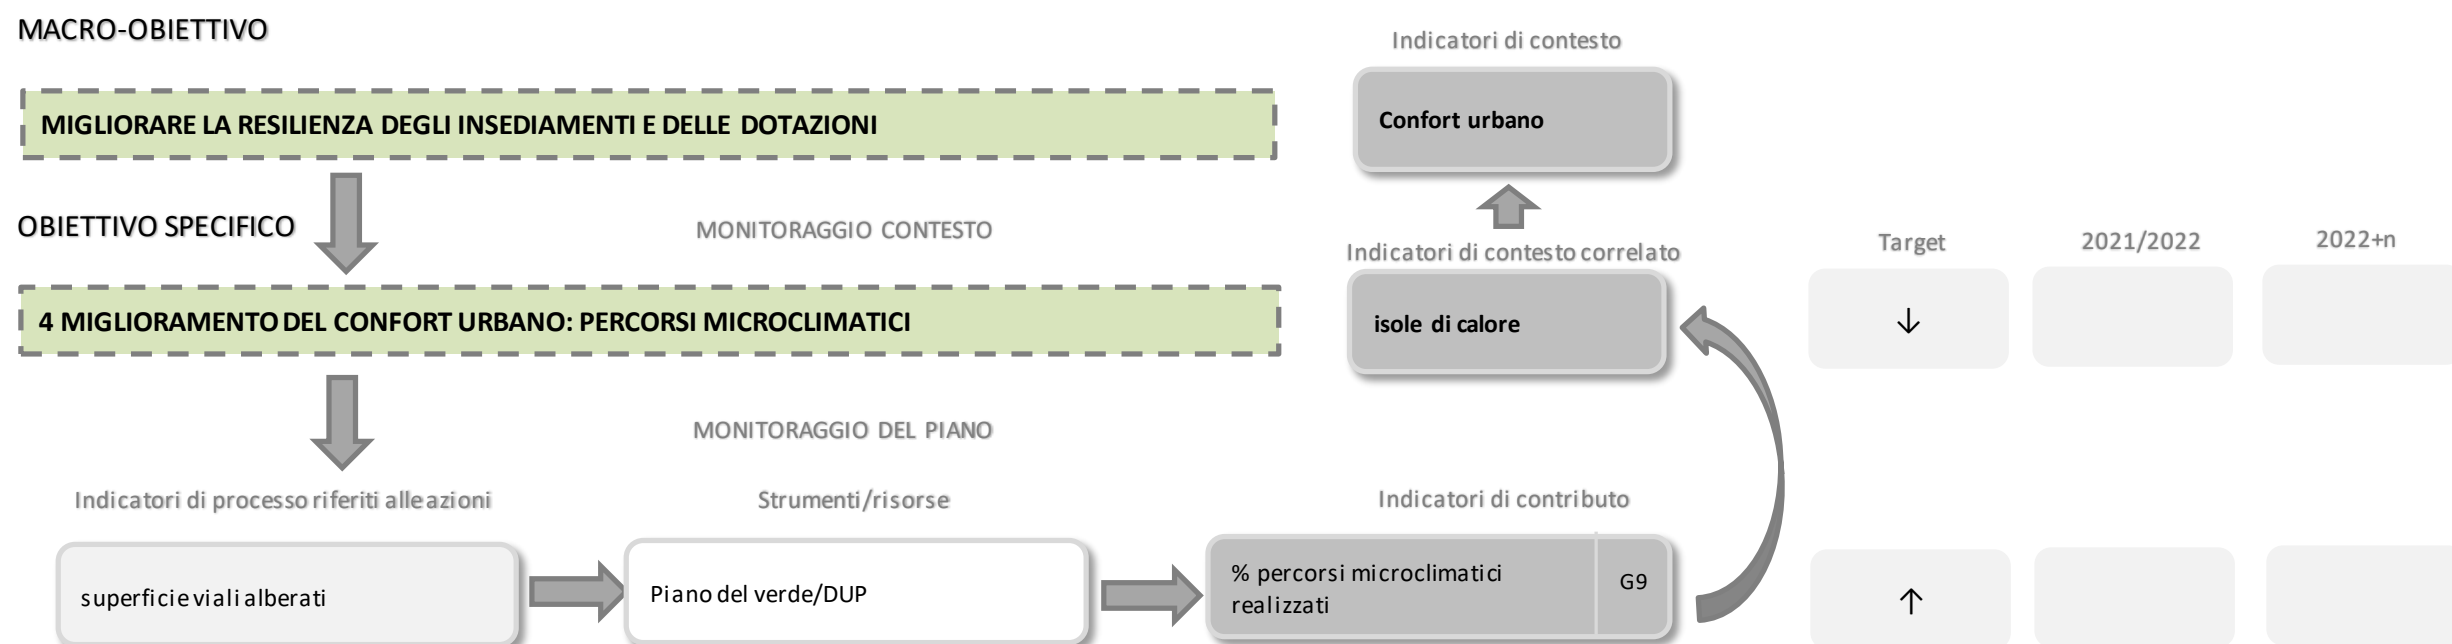 MACRO-OBIETTIVO
Indicatori di contesto
MIGLIORARE LA RESILIENZA DEGLI INSEDIAMENTI E DELLE DOTAZIONI
Confort urbano
OBIETTIVO SPECIFICO
MONITORAGGIO CONTESTO
Indicatori di contesto correlato
Target
2021/2022
2022+n
4 MIGLIORAMENTO DEL CONFORT URBANO: PERCORSI MICROCLIMATICI
isole di calore
↓
MONITORAGGIO DEL PIANO
Indicatori di processo riferiti alle azioni
Strumenti/risorse
Indicatori di contributo
superficie viali alberati
Piano del verde/DUP
% percorsi microclimatici
realizzati
G9
↑